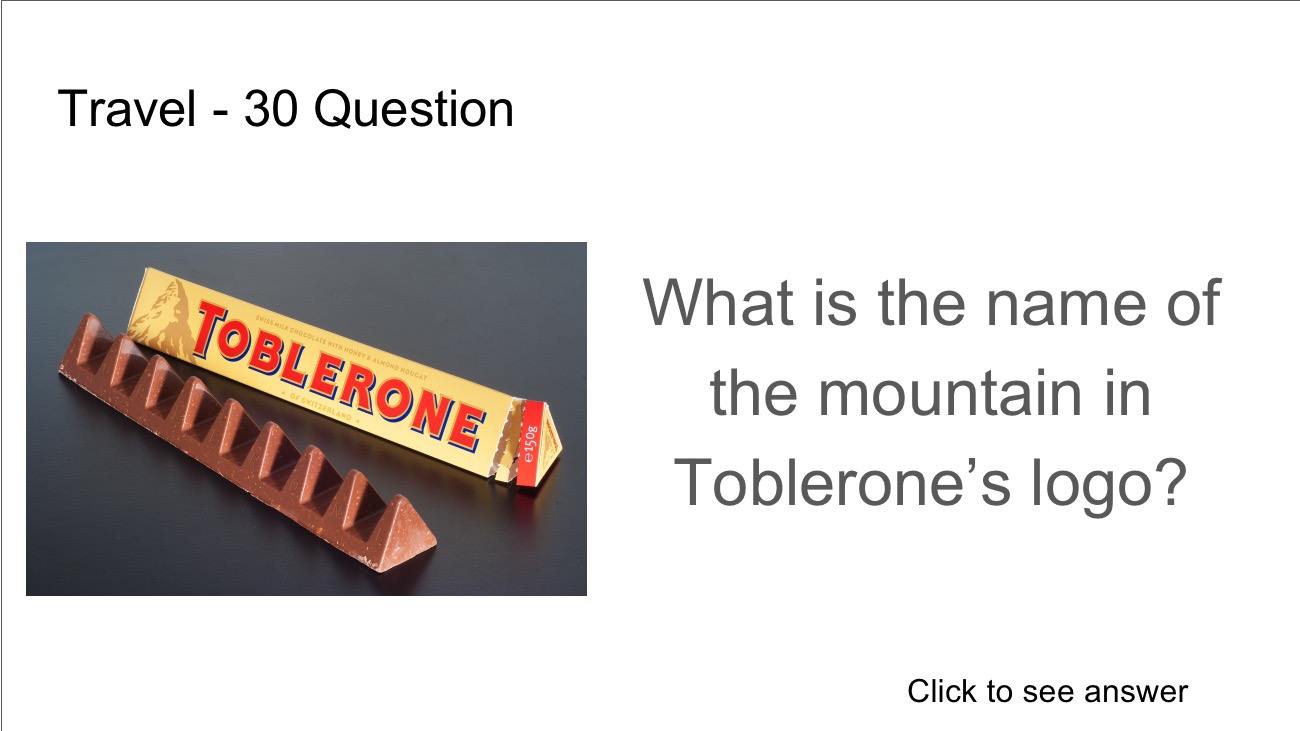 Travel - 30 Question
What is the name of
the mountain in
Toblerone’s logo?
SWISS MILK CHOCOLATE WITH HONEY & ALMOND NOUGAT
TOBLERONE
OF SWITZERLAND
e150g
Click to see answer